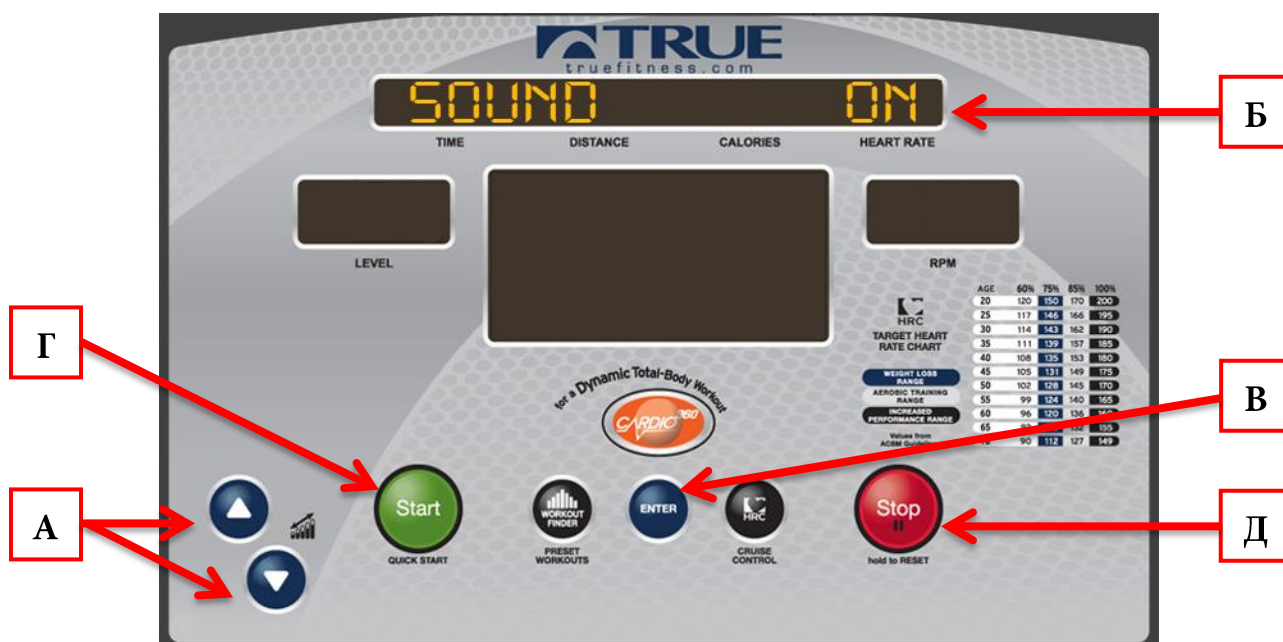 TRUE
truefitness.com
SOUND ON
Б
TIME DISTANCE CALORIES HEART RATE
LEVEL
RPM
HRC
TARGET HEART
RATE CHART
WEIGHT LOSS
RANGE
AEROBIC TRAINING
RANGE
INCREASED
PERFORMANCE RANGE
Values from
ACSM
AGE 60% 75% 85% 100%
20 120 150 170 200
25 117 146 166 195
30 114 143 162 190
35 111 139 157 185
40 108 135 153 180
45 105 131 149 175
50 102 128 145 170
55 99 124 140 165
60 96 120 136
65 155
90 112 127 149
Г
В
for a Dynamic Total-Body Workout
CARDIO 360
А
Start
QUICK START
WORKOUT
FINDER
PRESET
WORKOUTS
ENTER
HRC
CRUISE
CONTROL
Stop
hold to RESET
Д